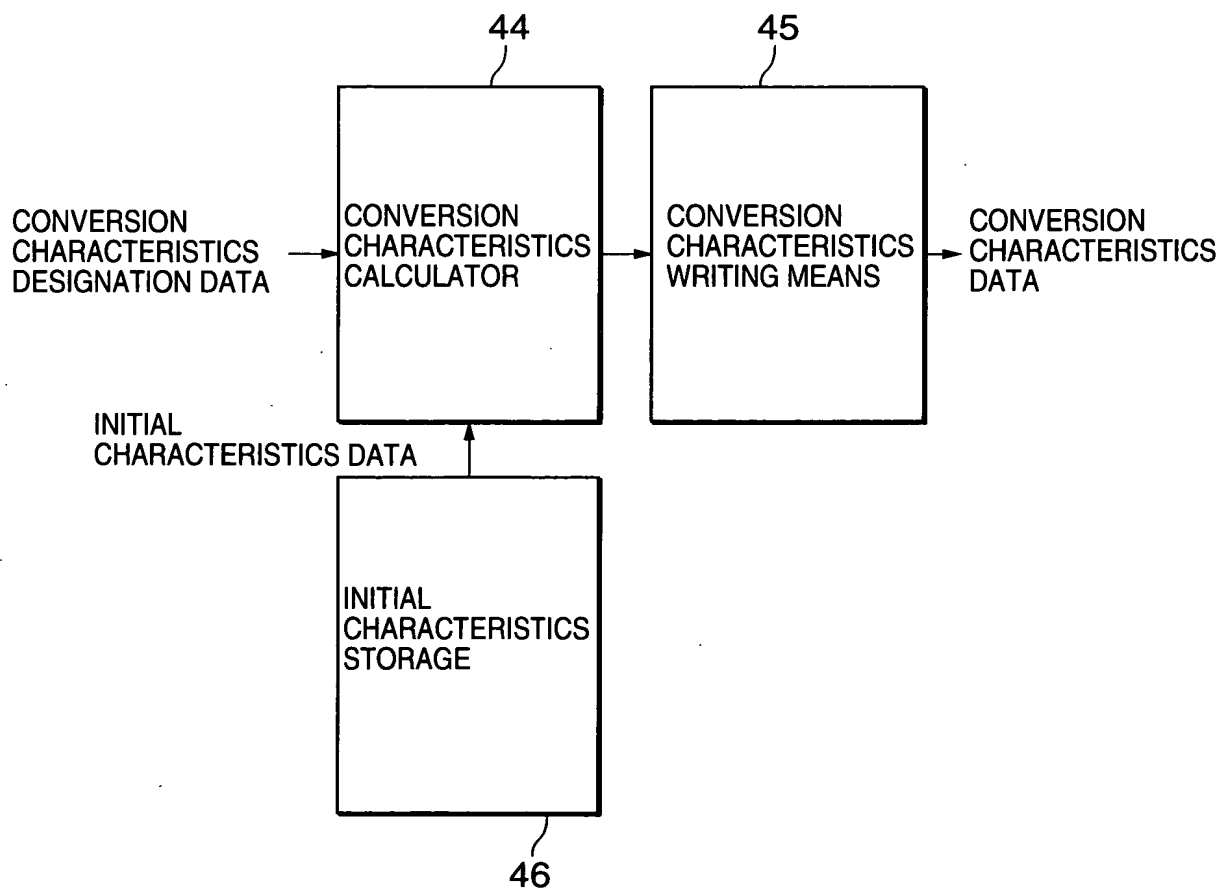 44
45
CONVERSION
CHARACTERISTICS
DESIGNATION DATA
CONVERSION
CHARACTERISTICS
CALCULATOR
CONVERSION
CHARACTERISTICS
WRITING MEANS
CONVERSION
CHARACTERISTICS
DATA
INITIAL
CHARACTERISTICS DATA
INITIAL
CHARACTERISTICS
STORAGE
46